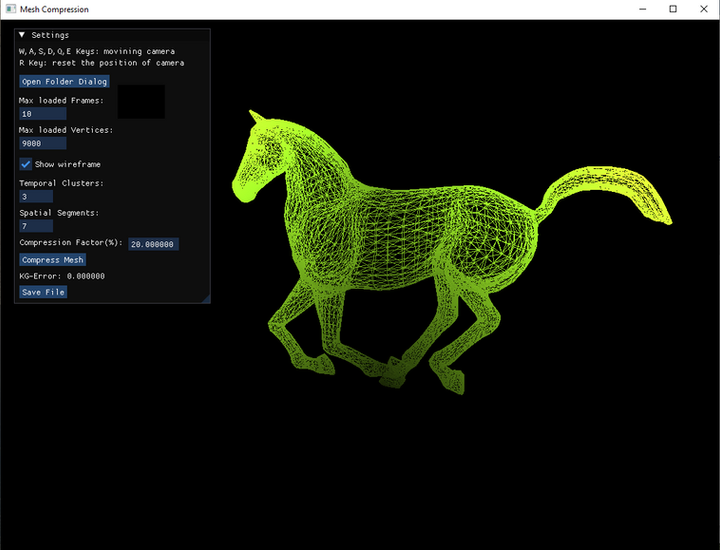 Mesh Compression
Settings
W,A,S,D,Q,E Keys: movining camera
R Key: reset the position of camera
Open Folder Dialog
Max loaded Frames:
10
Max loaded Vertices:
9000
Show wireframe
Temporal Clusters:
3
Spatial Segments:
7
Compression Factor(%): 20.000000
Compress Mesh
KG-Error: 0.000000
Save File